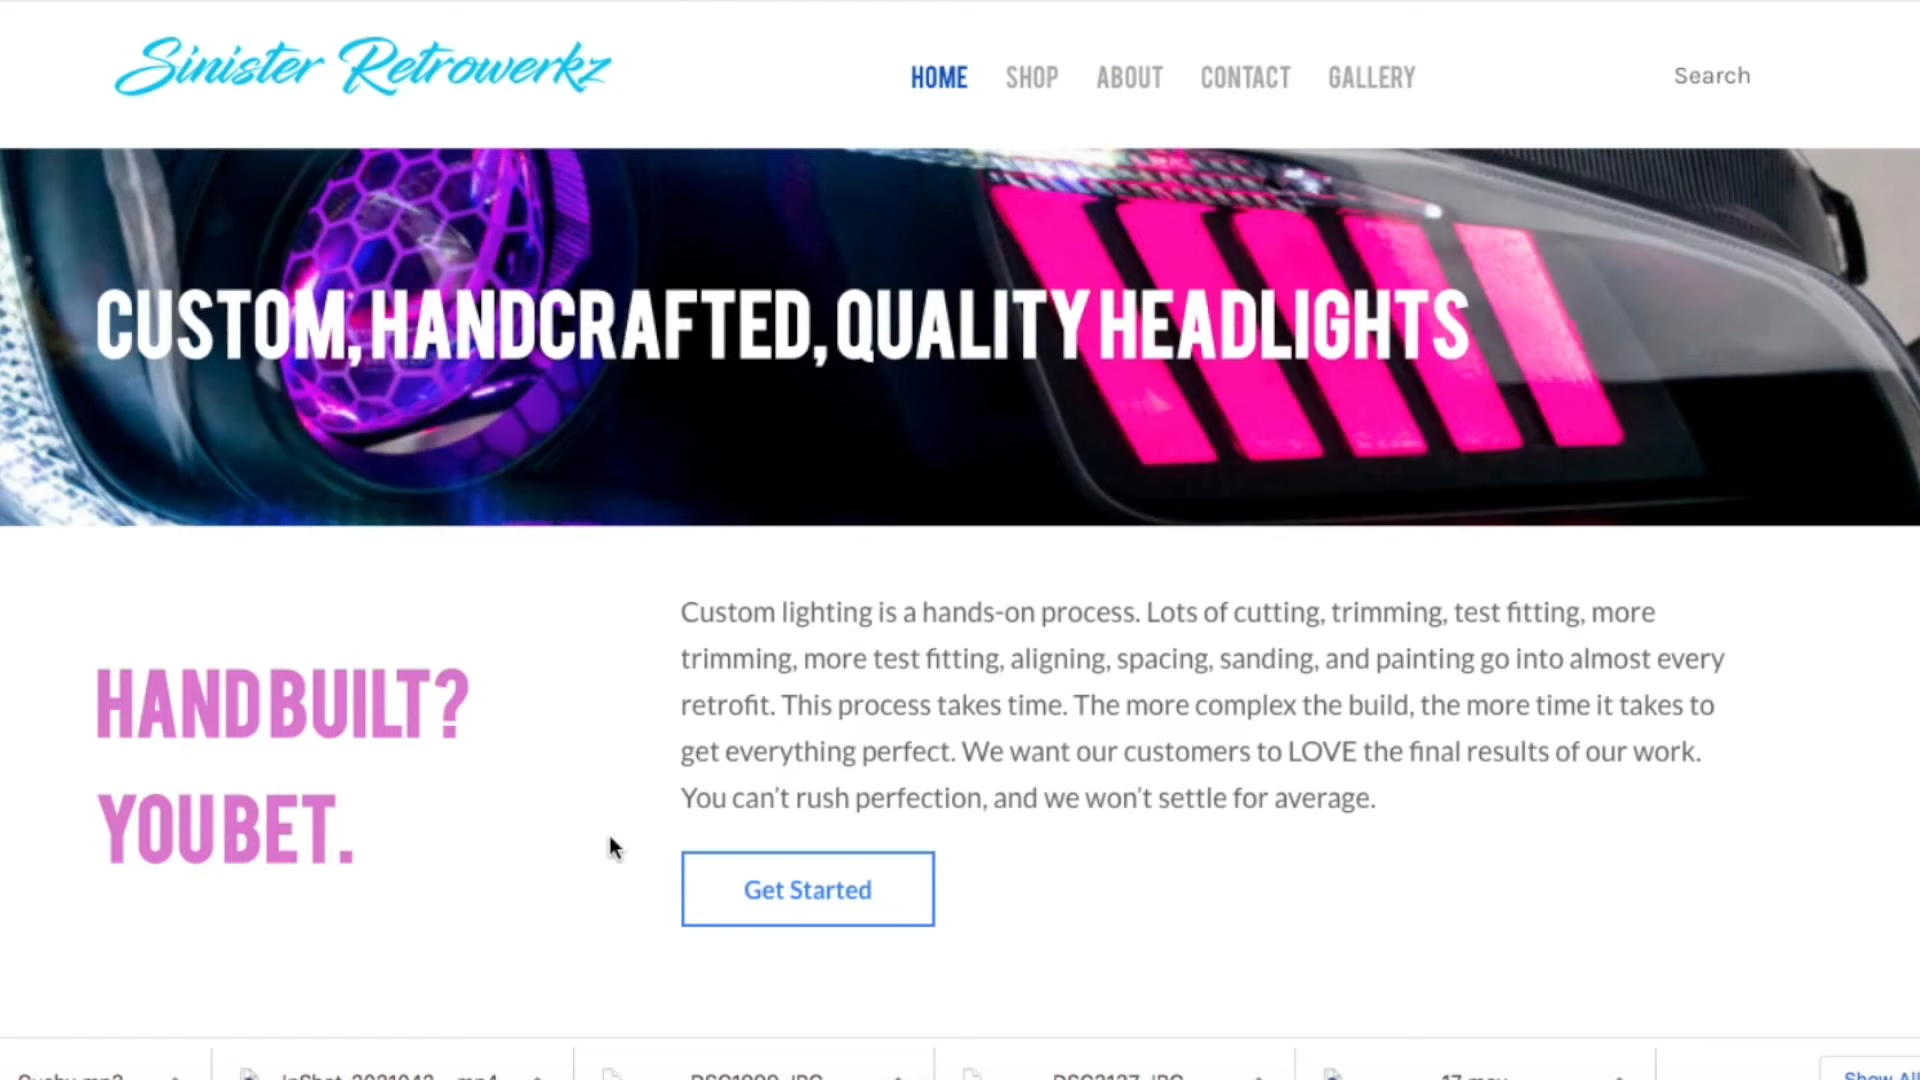 Sinister Retrowerkz
HOME SHOP ABOUT CONTACT GALLERY
Search
CUSTOM, HANDCRAFTED, QUALITY HEADLIGHTS
HAND BUILT?
YOU BET.
Custom lighting is a hands-on process. Lots of cutting, trimming, test fitting, more
trimming, more test fitting, aligning, spacing, sanding, and painting go into almost every
retrofit. This process takes time. The more complex the build, the more time it takes to
get everything perfect. We want our customers to LOVE the final results of our work.
You can't rush perfection, and we won't settle for average.
Get Started